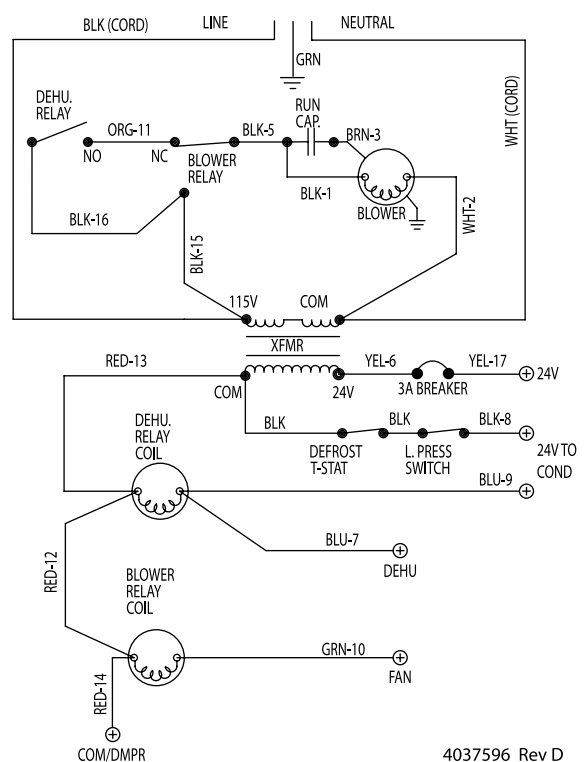 BLK (CORD)
LINE
NEUTRAL
GRN
DEHU.
RELAY
RUN
CAP.
WHT (CORD)
ORG-11
BLK-5
BRN-3
NO
NC
BLOWER
RELAY
BLK-1
BLOWER
BLK-16
WHT-2
BLK-15
115V
COM
XFMR
RED-13
YEL-6
YEL-17
24V
COM
24V
3A BREAKER
DEHU.
RELAY
COIL
BLK
BLK
BLK-8
DEFROST
T-STAT
L. PRESS
SWITCH
24V TO
COND
BLU-9
BLU-7
RED-12
DEHU
BLOWER
RELAY
COIL
GRN-10
FAN
RED-14
COM/DMPR
4037596 Rev D